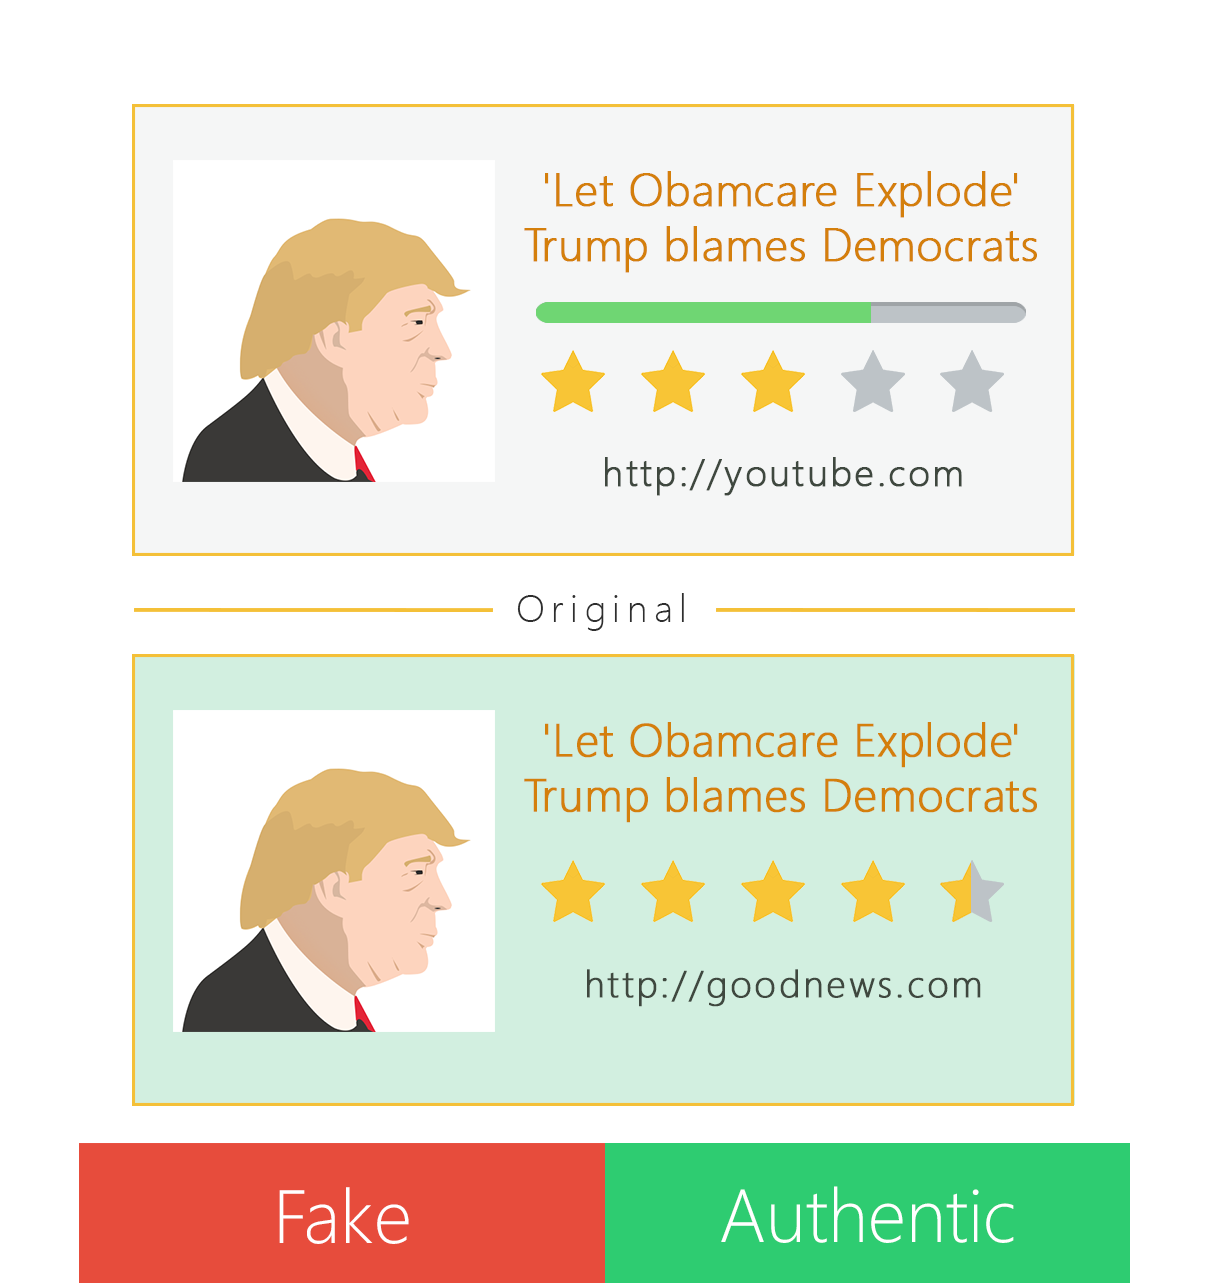 'Let Obamcare Explode'
Trump blames Democrats
http://youtube.com
Original
'Let Obamcare Explode'
Trump blames Democrats
http://goodnews.com
Fake
Authentic